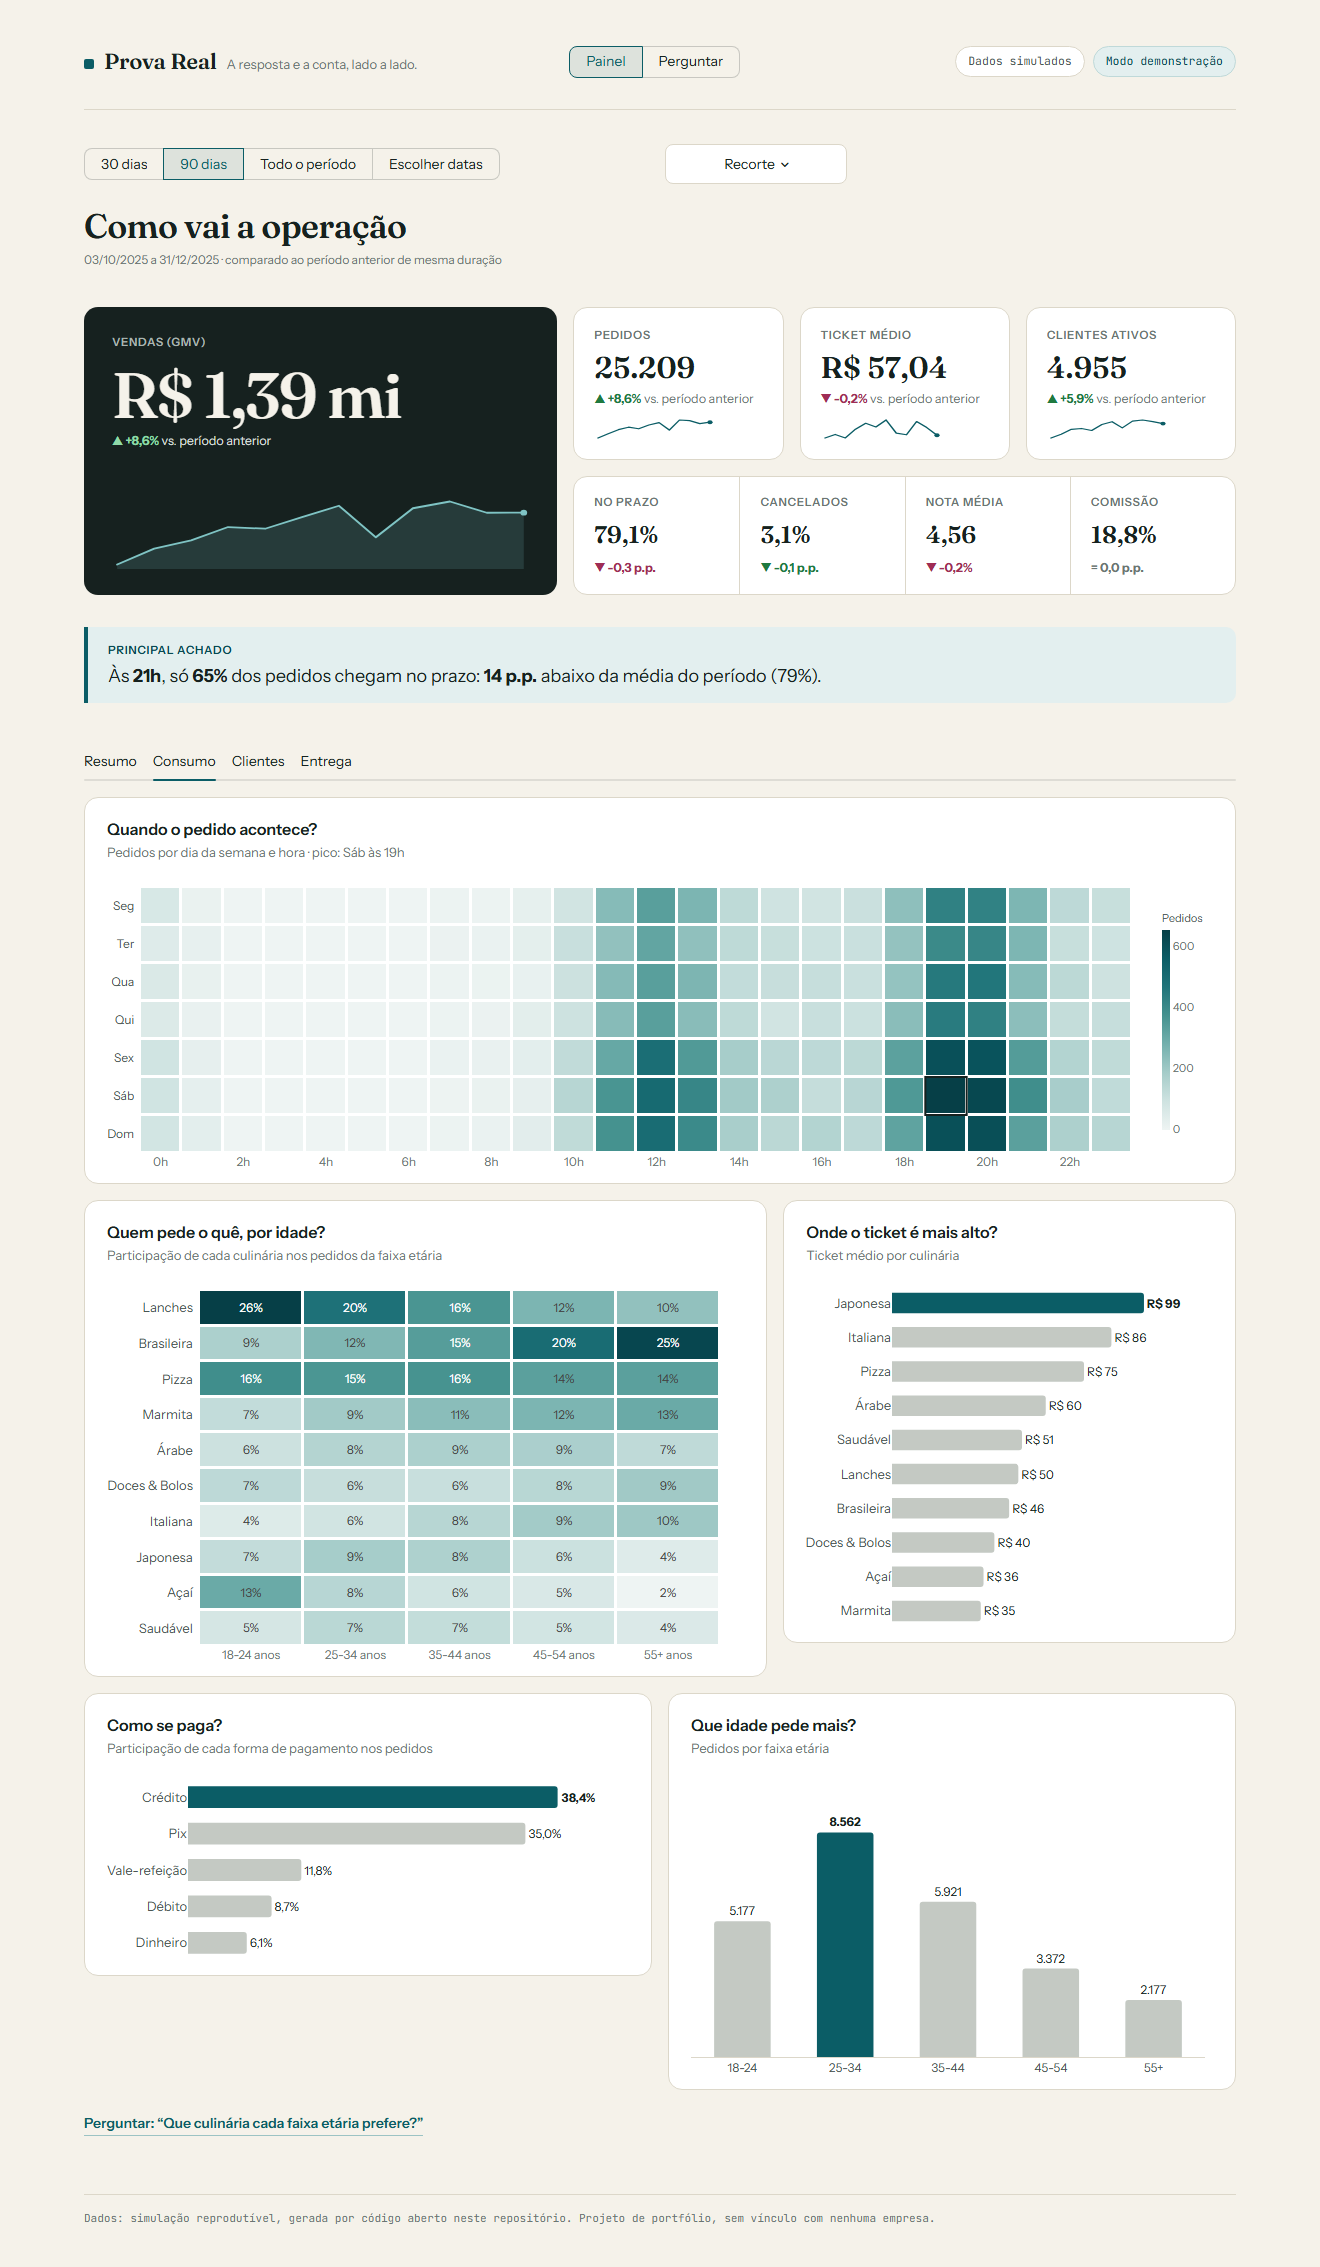 Prova Real A resposta e a conta, lado a lado.
Painel Perguntar
Dados simulados Modo demonstração
30 dias 90 dias Todo o período Escolher datas
Recorte
Como vai a operação
03/10/2025 a 31/12/2025 · comparado ao período anterior de mesma duração
VENDAS (GMV)
R$ 1,39 mi
▲ +8,6% vs. período anterior
PEDIDOS
25.209
▲ +8,6% vs. período anterior
TICKET MÉDIO
R$ 57,04
▼ -0,2% vs. período anterior
CLIENTES ATIVOS
4.955
▲ +5,9% vs. período anterior
NO PRAZO
79,1%
▼ -0,3 p.p.
CANCELADOS
3,1%
▼ -0,1 p.p.
NOTA MÉDIA
4,56
▼ -0,2%
COMISSÃO
18,8%
= 0,0 p.p.
PRINCIPAL ACHADO
Às 21h, só 65% dos pedidos chegam no prazo: 14 p.p. abaixo da média do período (79%).
Resumo Consumo Clientes Entrega
Quando o pedido acontece?
Pedidos por dia da semana e hora · pico: Sáb às 19h
Seg
Ter
Qua
Qui
Sex
Sáb
Dom
0h 2h 4h 6h 8h 10h 12h 14h 16h 18h 20h 22h
Pedidos
600
400
200
0
Quem pede o quê, por idade?
Participação de cada culinária nos pedidos da faixa etária
Lanches 26% 20% 16% 12% 10%
Brasileira 9% 12% 15% 20% 25%
Pizza 16% 15% 16% 14% 14%
Marmita 7% 9% 11% 12% 13%
Árabe 6% 8% 9% 9% 7%
Doces & Bolos 7% 6% 6% 8% 9%
Italiana 4% 6% 8% 9% 10%
Japonesa 7% 9% 8% 6% 4%
Açaí 13% 8% 6% 5% 2%
Saudável 5% 7% 7% 5% 4%
18-24 anos 25-34 anos 35-44 anos 45-54 anos 55+ anos
Onde o ticket é mais alto?
Ticket médio por culinária
Japonesa R$ 99
Italiana R$ 86
Pizza R$ 75
Árabe R$ 60
Saudável R$ 51
Lanches R$ 50
Brasileira R$ 46
Doces & Bolos R$ 40
Açaí R$ 36
Marmita R$ 35
Como se paga?
Participação de cada forma de pagamento nos pedidos
Crédito 38,4%
Pix 35,0%
Vale-refeição 11,8%
Débito 8,7%
Dinheiro 6,1%
Que idade pede mais?
Pedidos por faixa etária
5.177 8.562 5.921 3.372 2.177
18-24 25-34 35-44 45-54 55+
Perguntar: “Que culinária cada faixa etária prefere?”
Dados: simulação reprodutível, gerada por código aberto neste repositório. Projeto de portfólio, sem vínculo com nenhuma empresa.